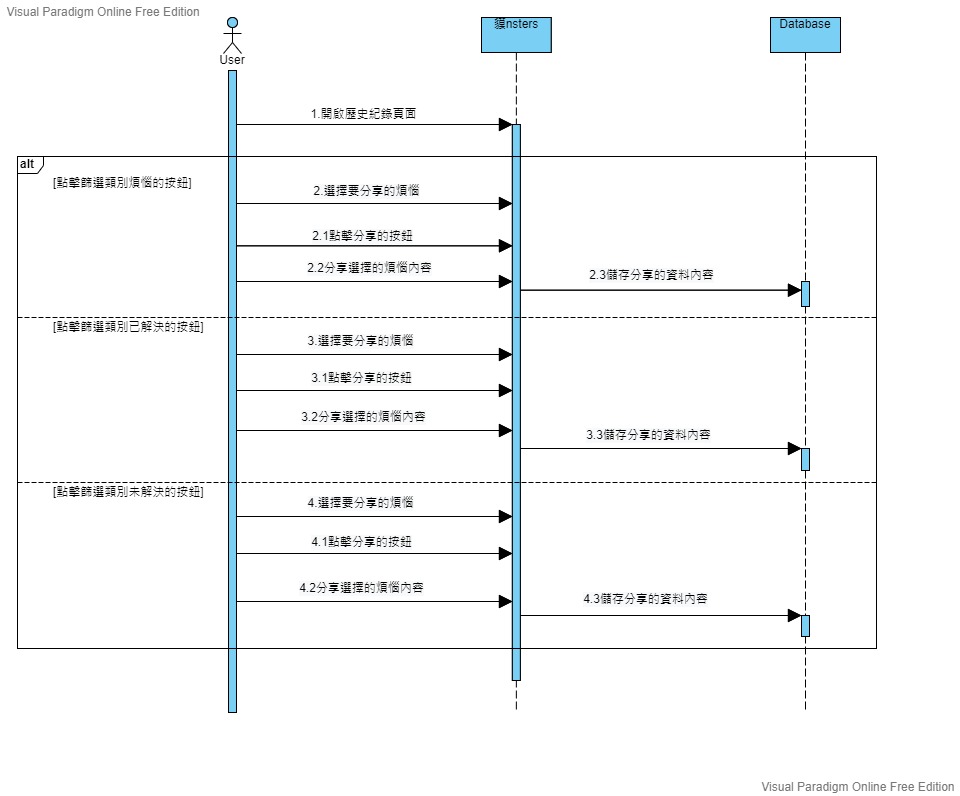 Visual Paradigm Online Free Edition
User
貘nsters
Database
1.開啟歷史紀錄頁面
alt
[點擊篩選類別煩惱的按鈕]
2.選擇要分享的煩惱
2.1點擊分享的按鈕
2.2分享選擇的煩惱內容
2.3儲存分享的資料內容
[點擊篩選類別已解決的按鈕]
3.選擇要分享的煩惱
3.1點擊分享的按鈕
3.2分享選擇的煩惱內容
3.3儲存分享的資料內容
[點擊篩選類別未解決的按鈕]
4.選擇要分享的煩惱
4.1點擊分享的按鈕
4.2分享選擇的煩惱內容
4.3儲存分享的資料內容
Visual Paradigm Online Free Edition